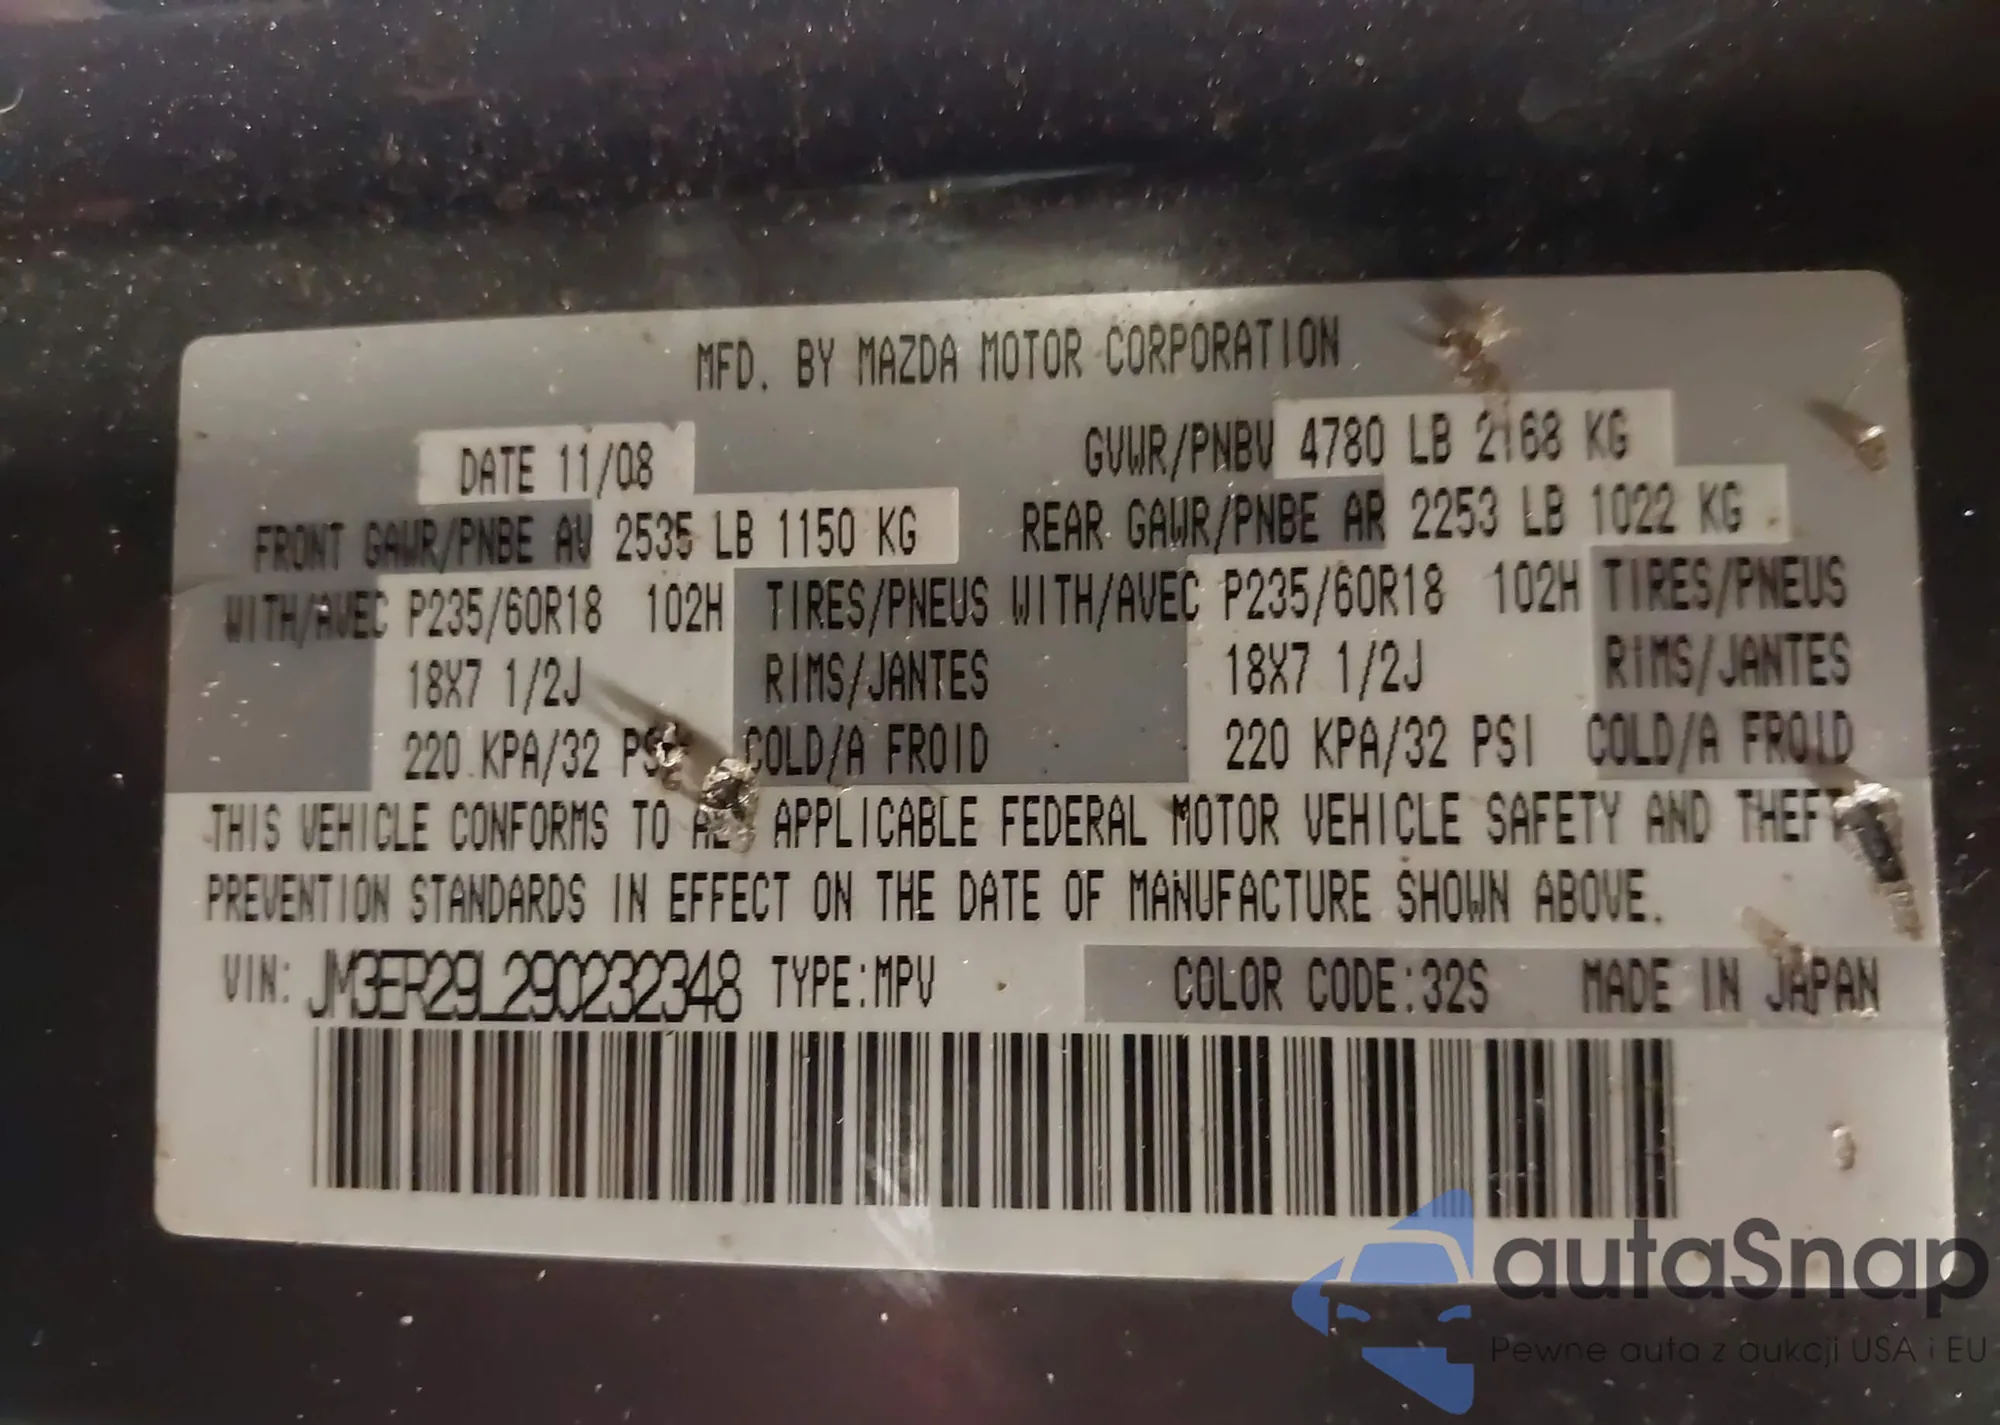 MFD. BY MAZDA MOTOR CORPORATION
DATE 11/08 GVWR/PNBV 4780 LB 2168 KG
FRONT GAWR/PNBE AV 2535 LB 1150 KG REAR GAWR/PNBE AR 2253 LB 1022 KG
WITH/AVEC P235/60R18 102H TIRES/PNEUS WITH/AVEC P235/60R18 102H TIRES/PNEUS
18X7 1/2J RIMS/JANTES 18X7 1/2J RIMS/JANTES
220 KPA/32 PSI COLD/A FROID 220 KPA/32 PSI COLD/A FROID
THIS VEHICLE CONFORMS TO ALL APPLICABLE FEDERAL MOTOR VEHICLE SAFETY AND THEFT
PREVENTION STANDARDS IN EFFECT ON THE DATE OF MANUFACTURE SHOWN ABOVE.
VIN: JM3ER29L290232348 TYPE:MPV COLOR CODE:32S MADE IN JAPAN
autaSnap
Pewne auta z aukcji USA i EU